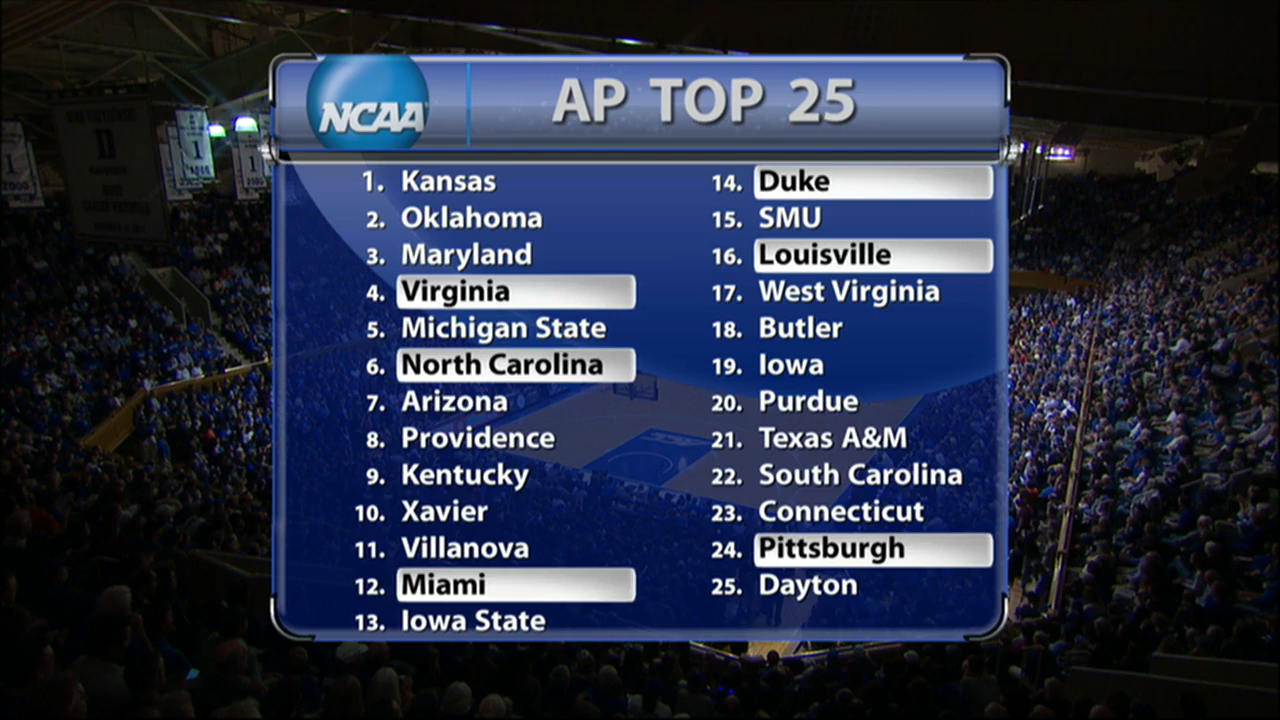 NCAA
AP TOP 25
1. Kansas
2. Oklahoma
3. Maryland
4. Virginia
5. Michigan State
6. North Carolina
7. Arizona
8. Providence
9. Kentucky
10. Xavier
11. Villanova
12. Miami
13. Iowa State
14. Duke
15. SMU
16. Louisville
17. West Virginia
18. Butler
19. Iowa
20. Purdue
21. Texas A&M
22. South Carolina
23. Connecticut
24. Pittsburgh
25. Dayton